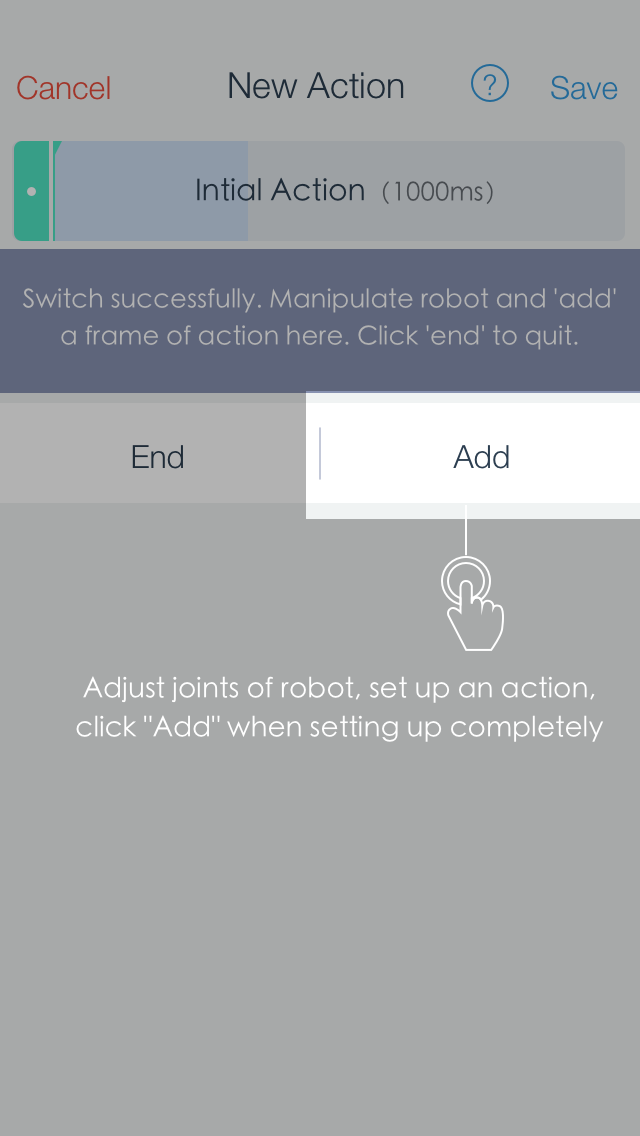 Cancel New Action ? Save
Intial Action (1000ms)
Switch successfully. Manipulate robot and 'add'
a frame of action here. Click 'end' to quit.
End Add
Adjust joints of robot, set up an action,
click "Add" when setting up completely